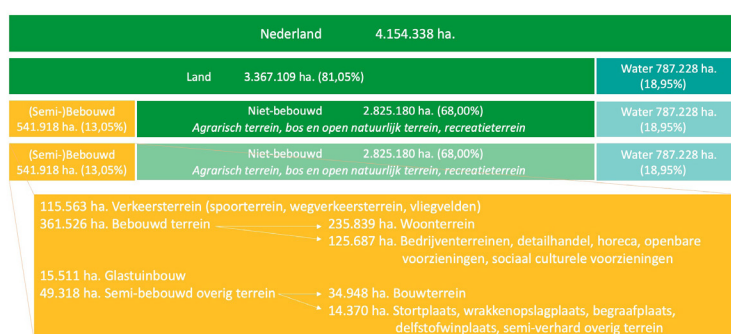 Nederland 4.154.338 ha.
Land 3.367.109 ha. (81,05%)
Water 787.228 ha.
(18,95%)
(Semi-)Bebouwd
541.918 ha. (13,05%)
Niet-bebouwd 2.825.180 ha. (68,00%)
Agrarisch terrein, bos en open natuurlijk terrein, recreatieterrein
Water 787.228 ha.
(18,95%)
(Semi-)Bebouwd
541.918 ha. (13,05%)
Niet-bebouwd 2.825.180 ha. (68,00%)
Agrarisch terrein, bos en open natuurlijk terrein, recreatieterrein
Water 787.228 ha.
(18,95%)
115.563 ha. Verkeersterrein (spoorterrein, wegverkeersterrein, vliegvelden)
361.526 ha. Bebouwd terrein
235.839 ha. Woonterrein
125.687 ha. Bedrijventerreinen, detailhandel, horeca, openbare
voorzieningen, sociaal culturele voorzieningen
15.511 ha. Glastuinbouw
49.318 ha. Semi-bebouwd overig terrein
34.948 ha. Bouwterrein
14.370 ha. Stortplaats, wrakkenopslagplaats, begraafplaats,
delfstofwinplaats, semi-verhard overig terrein